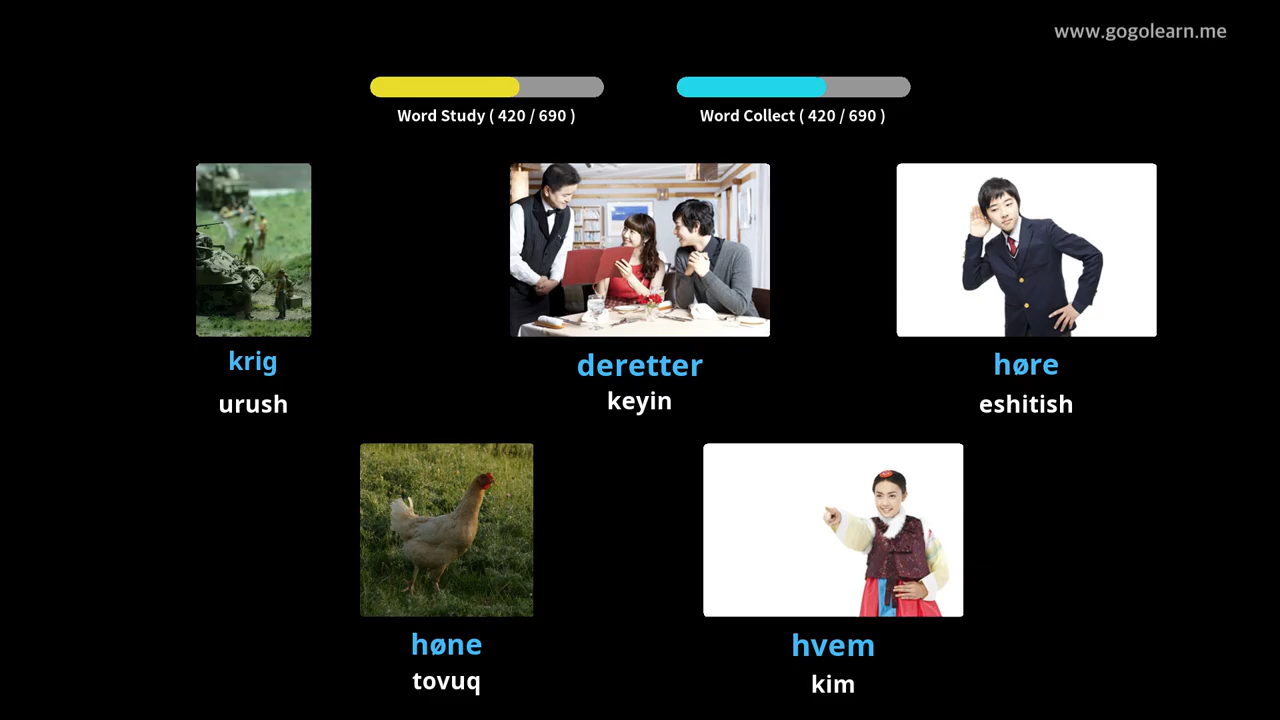 www.gogolearn.me
Word Study ( 420 / 690 )
Word Collect ( 420 / 690 )
krig
urush
deretter
keyin
høre
eshitish
høne
tovuq
hvem
kim